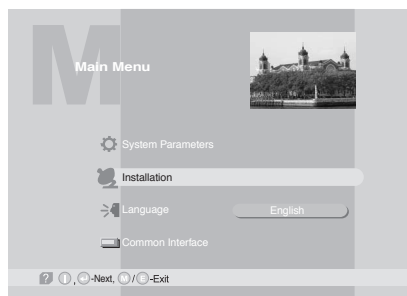 M
Main Menu
System Parameters
Installation
Language English
Common Interface
? , -Next, M / E -Exit